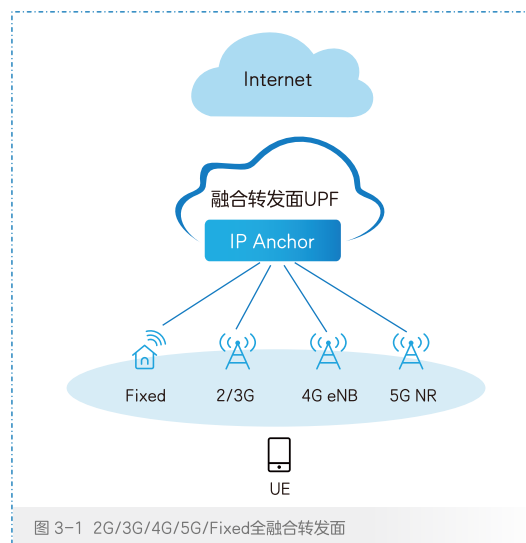 Internet
融合转发面UPF
IP Anchor
Fixed 2/3G 4G eNB 5G NR
UE
图 3-1 2G/3G/4G/5G/Fixed全融合转发面